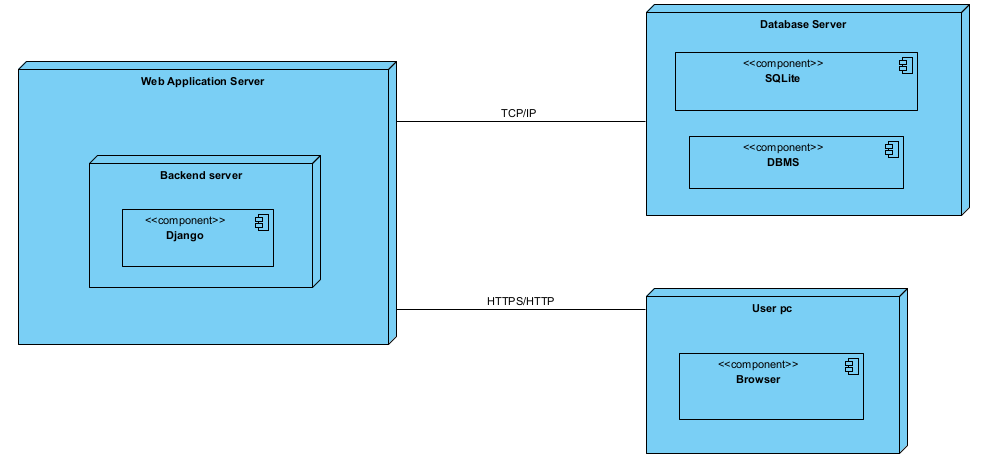 Web Application Server
Backend server
<<component>>
Django
TCP/IP
HTTPS/HTTP
Database Server
<<component>>
SQLite
<<component>>
DBMS
User pc
<<component>>
Browser